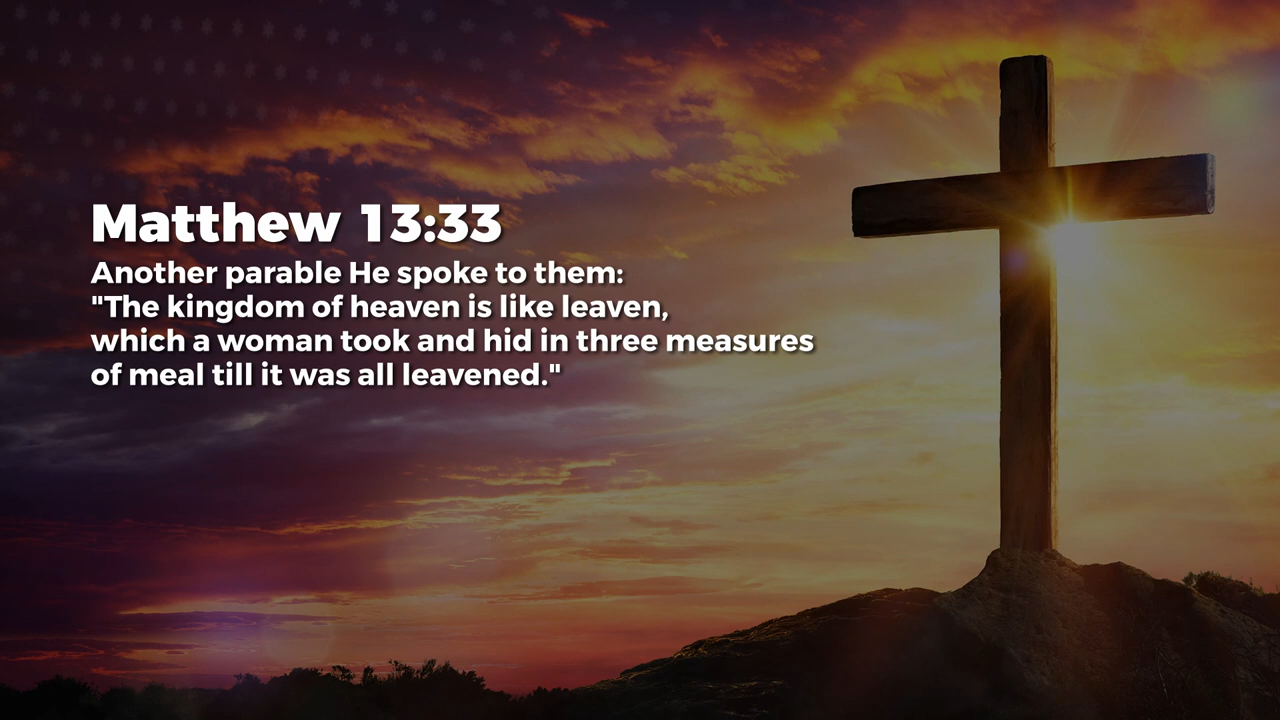 Matthew 13:33
Another parable He spoke to them:
"The kingdom of heaven is like leaven,
which a woman took and hid in three measures
of meal till it was all leavened."